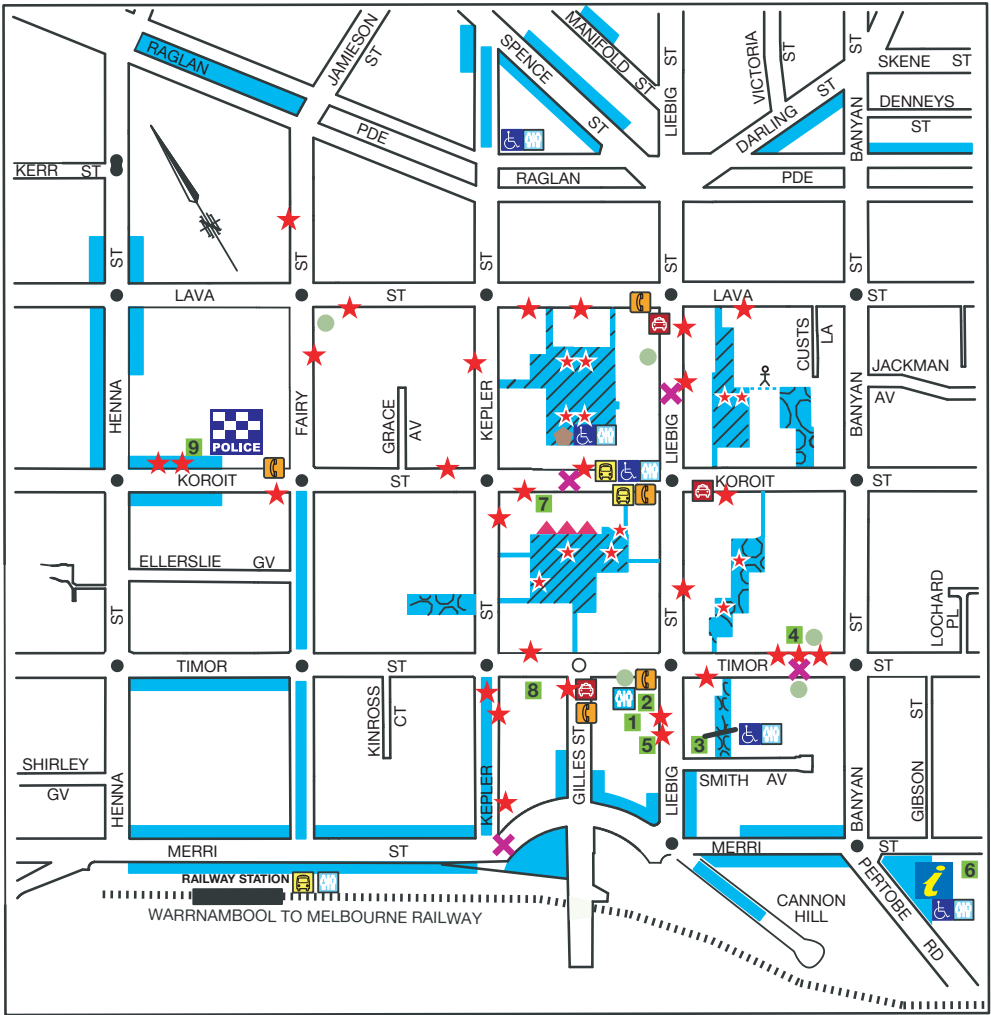 RAGLAN
JAMIESON
ST
SPENCE
ST
MANIFOLD
ST
ST
LIEBIG
VICTORIA
ST
DARLING
ST
ST
BANYAN
SKENE ST
DENNEYS
ST
PDE
KERR ST
RAGLAN
PDE
ST
ST
ST
ST
ST
LAVA
ST
LAVA
ST
CUSTS
LA
JACKMAN
AV
HENNA
FAIRY
GRACE
AV
KEPLER
LIEBIG
BANYAN
POLICE
9
KOROIT
ST
KOROIT
ST
7
ELLERSLIE GV
LOCHARD
PL
ST
ST
ST
ST
4
TIMOR
ST
TIMOR
ST
8
2
1
5
3
KINROSS
CT
GILLES ST
ST
GIBSON
SHIRLEY
GV
SMITH AV
HENNA
KEPLER
LIEBIG
BANYAN
MERRI
ST
MERRI
ST
RAILWAY STATION
WARRNAMBOOL TO MELBOURNE RAILWAY
CANNON
HILL
PERTOBE
RD
i
6